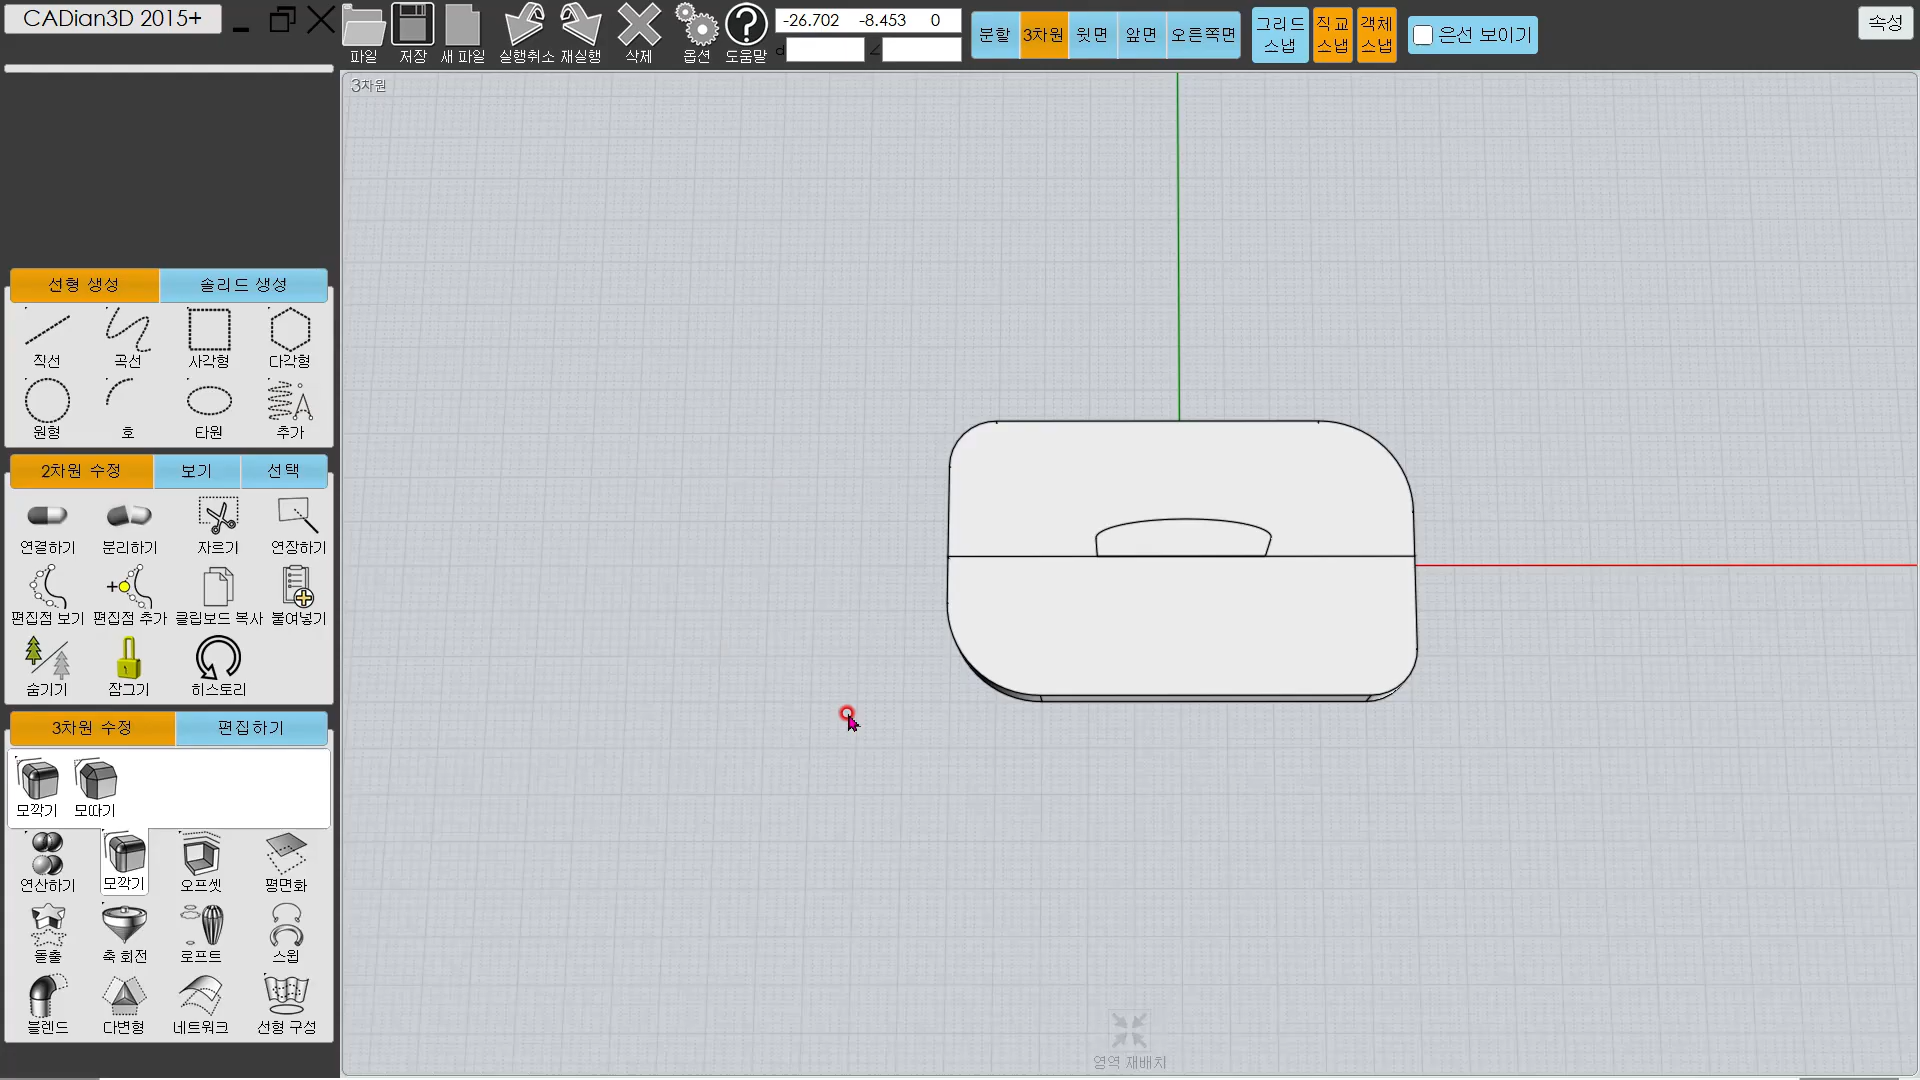 CADian3D 2015+
파일
저장
새 파일
실행취소
재실행
삭제
옵션
도움말
-26.702 -8.453 0
d
∠
분할
3차원
윗면
앞면
오른쪽면
그리드
스냅
직교
스냅
객체
스냅
은선 보이기
속성
3차원
선형 생성
솔리드 생성
직선
곡선
사각형
다각형
원형
호
타원
추가
2차원 수정
보기
선택
연결하기
분리하기
자르기
연장하기
편집점 보기
편집점 추가
클립보드 복사
붙여넣기
숨기기
잠그기
히스토리
3차원 수정
편집하기
모깍기
모따기
연산하기
모깍기
오프셋
평면화
돌출
축 회전
로프트
스윕
블렌드
다변형
네트워크
선형 구성
영역 재배치